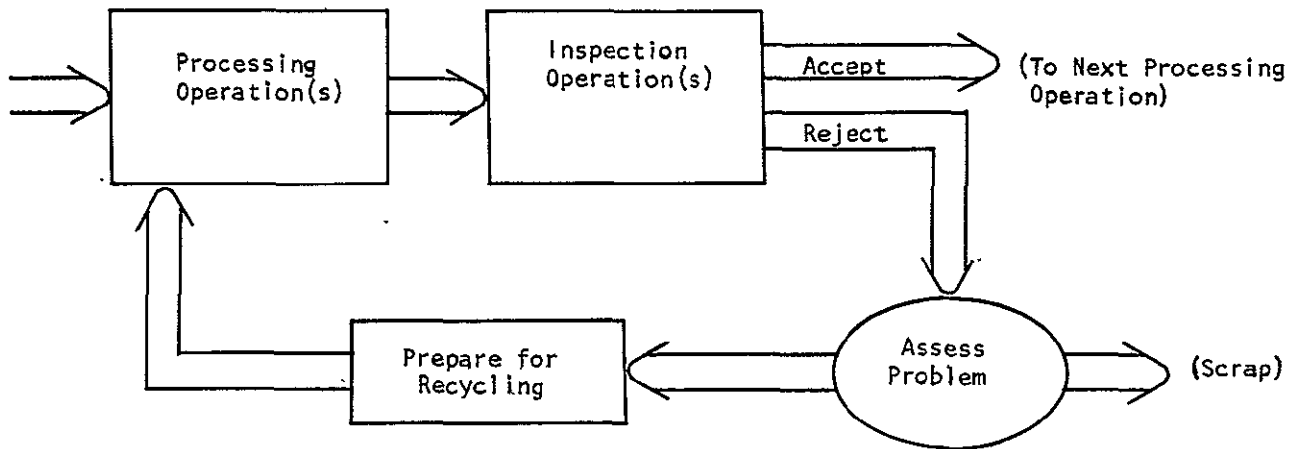 Processing
Operation(s)
Inspection
Operation(s)
Accept
(To Next Processing
Operation)
Reject
Assess
Problem
(Scrap)
Prepare for
Recycling